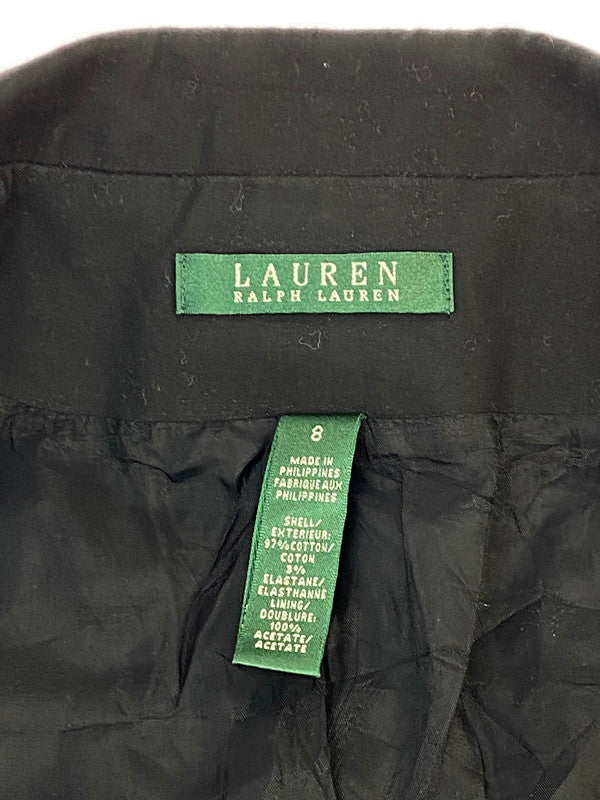 LAUREN
RALPH LAUREN
8
MADE IN
PHILIPPINES
FABRIQUE AUX
PHILIPPINES
SHELL/
EXTERIEUR:
97% COTTON/
COTON
3%
ELASTANE/
ELASTHANNE
LINING/
DOUBLURE:
100%
ACETATE/
ACETATE